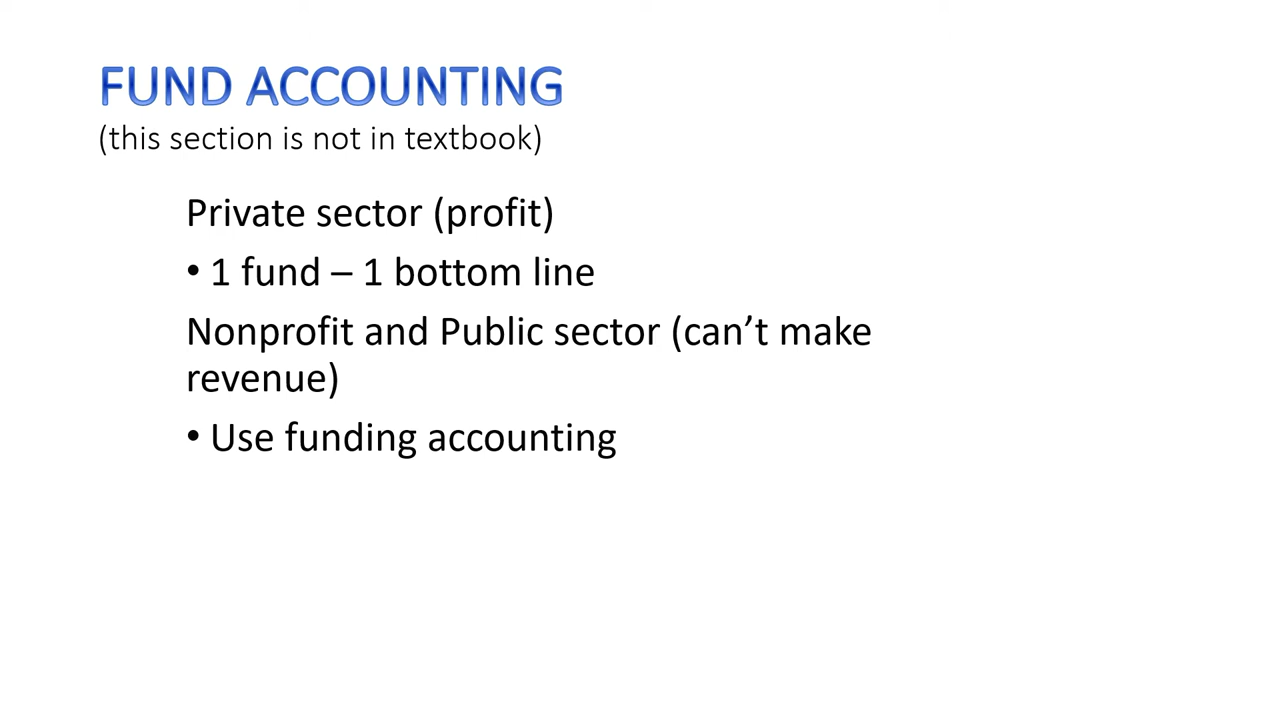 FUND ACCOUNTING
(this section is not in textbook)
Private sector (profit)
• 1 fund – 1 bottom line
Nonprofit and Public sector (can’t make
revenue)
• Use funding accounting